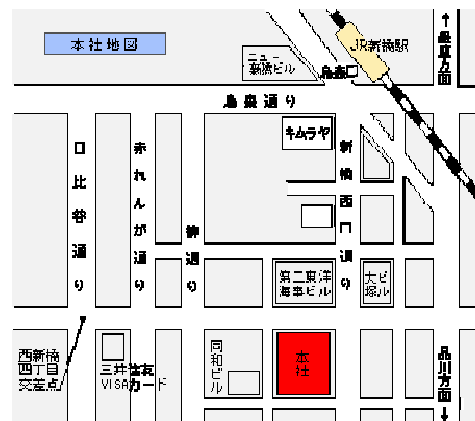 本社地図
JR新橋駅
↑銀座方面
ニュー
新橋ビル
烏森口
烏森通り
キムラヤ
日比谷通り
赤れんが通り
柳通り
新橋西口通り
第二東洋
海事ビル
大ビ
塚ル
西新橋
四丁目
交差点
三井住友
VISAカード
同和ビル
本社
品川方面↓